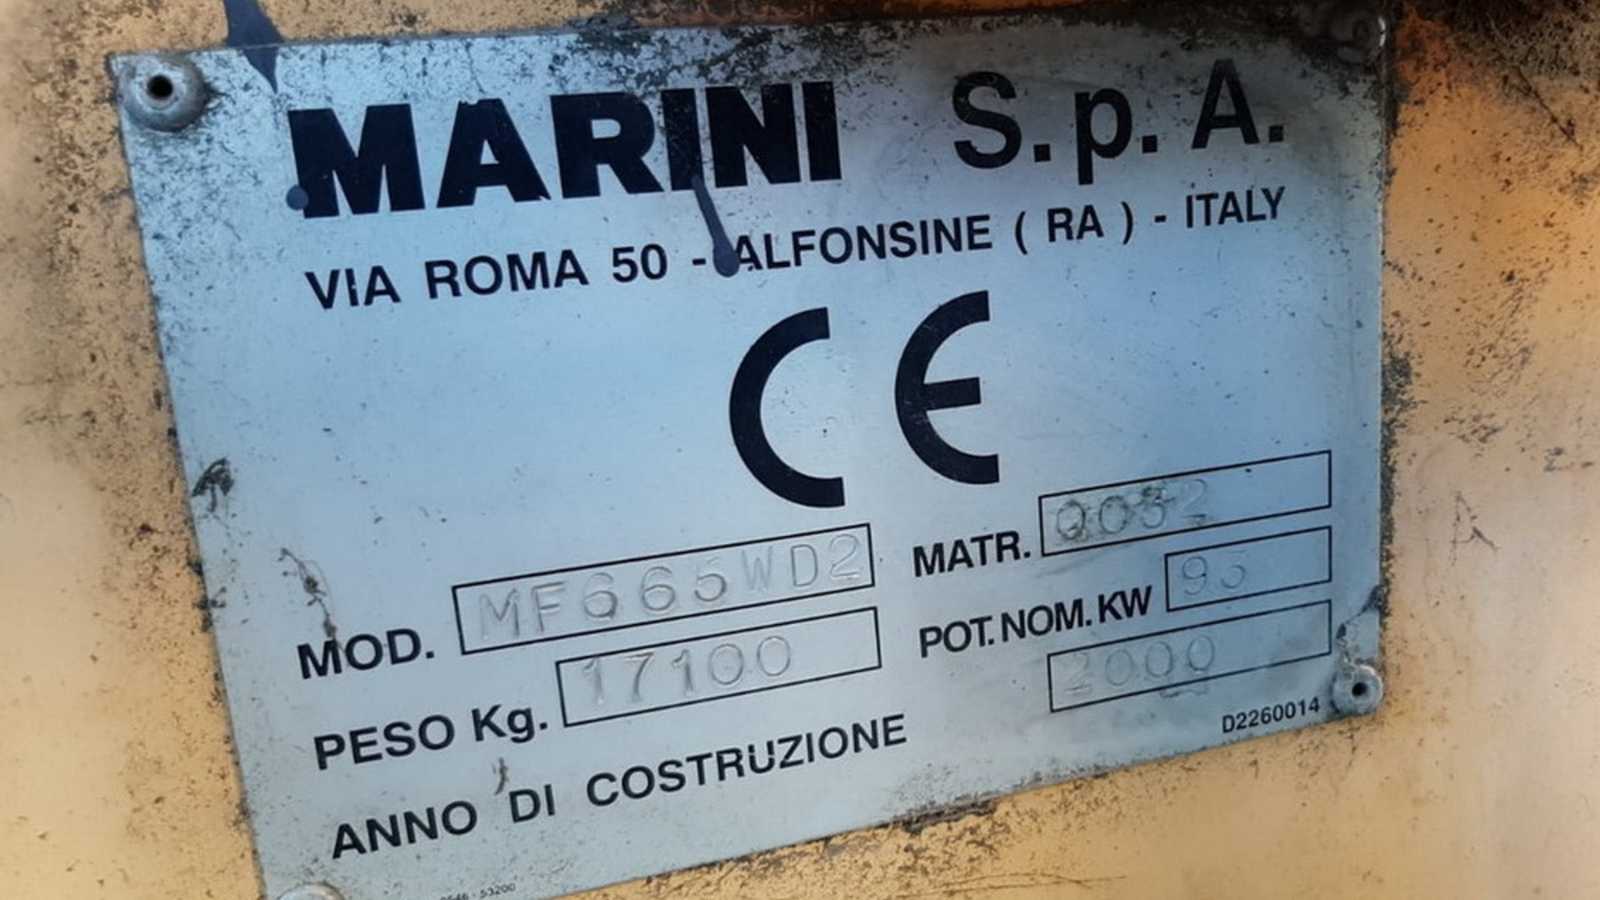 MARINI S.p.A.
VIA ROMA 50 - ALFONSINE ( RA ) - ITALY
CE
MOD. MF665WD2 MATR. 0032
PESO Kg. 17100 POT. NOM. KW 93
ANNO DI COSTRUZIONE 2000
D2260014